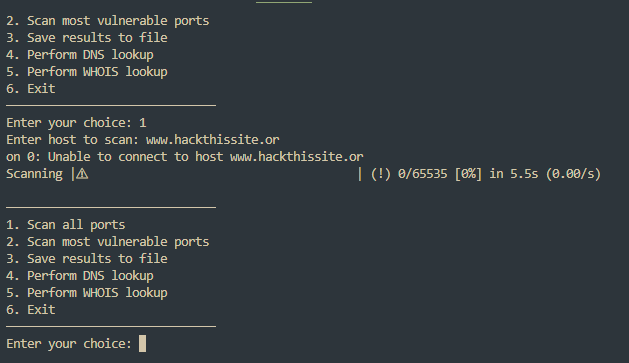 2. Scan most vulnerable ports
3. Save results to file
4. Perform DNS lookup
5. Perform WHOIS lookup
6. Exit
Enter your choice: 1
Enter host to scan: www.hackthissite.or
on 0: Unable to connect to host www.hackthissite.or
Scanning |⚠ | (!) 0/65535 [0%] in 5.5s (0.00/s)
1. Scan all ports
2. Scan most vulnerable ports
3. Save results to file
4. Perform DNS lookup
5. Perform WHOIS lookup
6. Exit
Enter your choice: